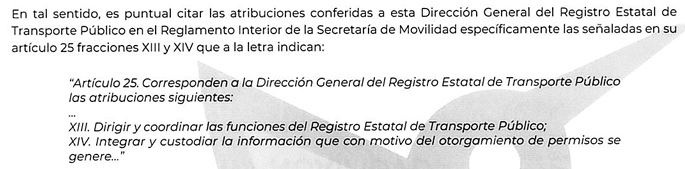 En tal sentido, es puntual citar las atribuciones conferidas a esta Dirección General del Registro Estatal de
Transporte Público en el Reglamento Interior de la Secretaría de Movilidad específicamente las señaladas en su
artículo 25 fracciones XIII y XIV que a la letra indican:
“Artículo 25. Corresponden a la Dirección General del Registro Estatal de Transporte Público
las atribuciones siguientes:
...
XIII. Dirigir y coordinar las funciones del Registro Estatal de Transporte Público;
XIV. Integrar y custodiar la información que con motivo del otorgamiento de permisos se
genere...”